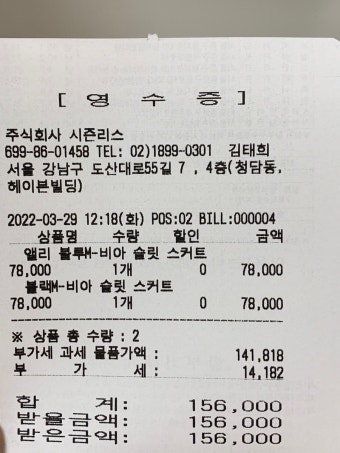 [ 영 수 증 ]
주식회사 시즌리스
699-86-01458 TEL: 02)1899-0301 김태희
서울 강남구 도산대로55길 7 , 4층(청담동,
헤이븐빌딩)
2022-03-29 12:18(화) POS:02 BILL:000004
상품명 수량 할인 금액
앨리 볼루M-비아 슬릿 스커트
78,000 1개 0 78,000
볼랙M-비아 슬릿 스커트
78,000 1개 0 78,000
※ 상품 총 수량 : 2
부가세 과세 물품가액 : 141,818
부 가 세 : 14,182
합 계: 156,000
받을금액: 156,000
받은금액: 156,000